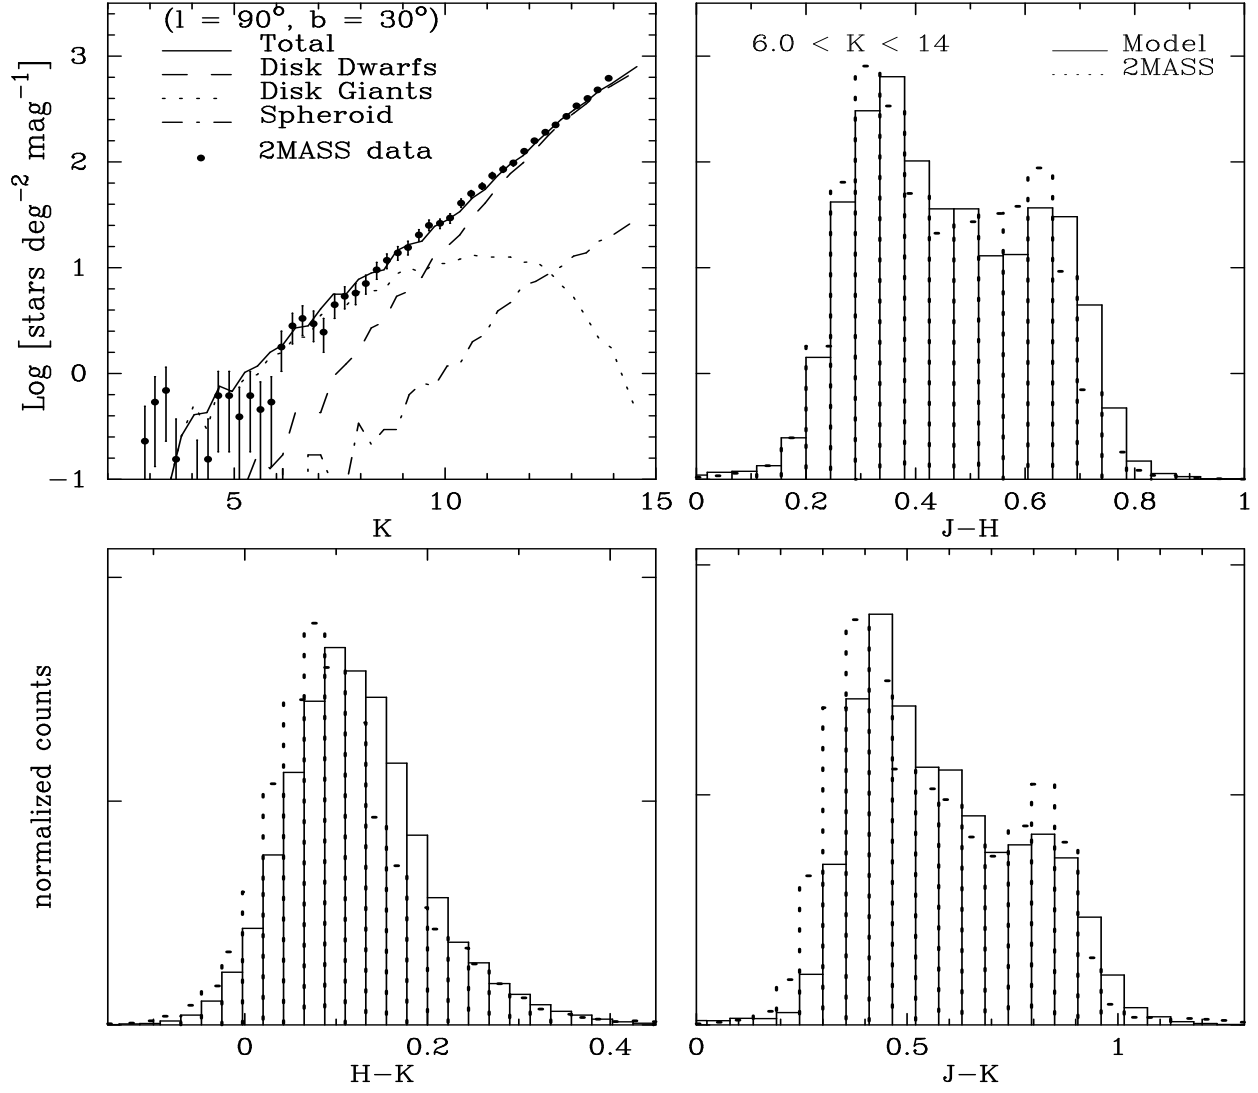 (l = 90°, b = 30°)
Total
Disk Dwarfs
Disk Giants
Spheroid
2MASS data
Log [stars deg⁻² mag⁻¹]
3
2
1
0
−1
5 10 15
K
6.0 < K < 14
Model
2MASS
0 0.2 0.4 0.6 0.8 1
J−H
normalized counts
0 0.2 0.4
H−K
0 0.5 1
J−K